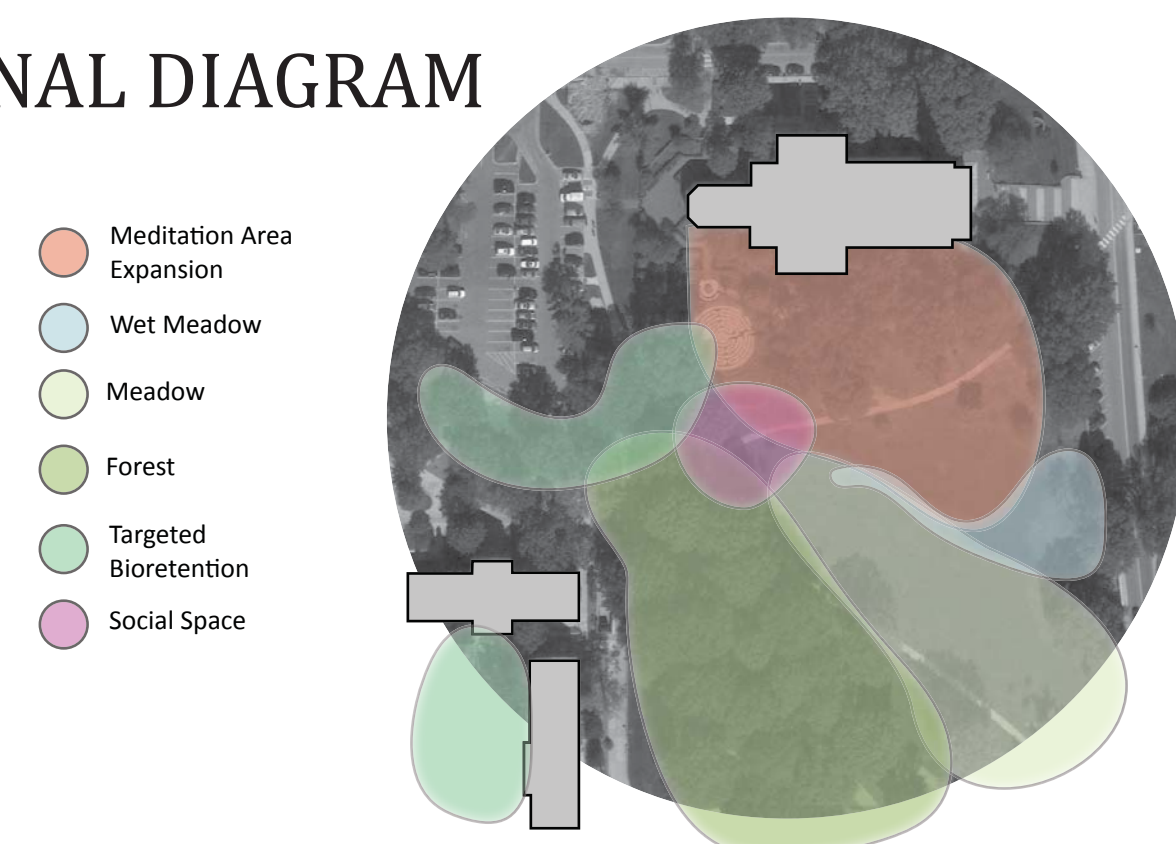 NAL DIAGRAM
Meditation Area
Expansion
Wet Meadow
Meadow
Forest
Targeted
Bioretention
Social Space